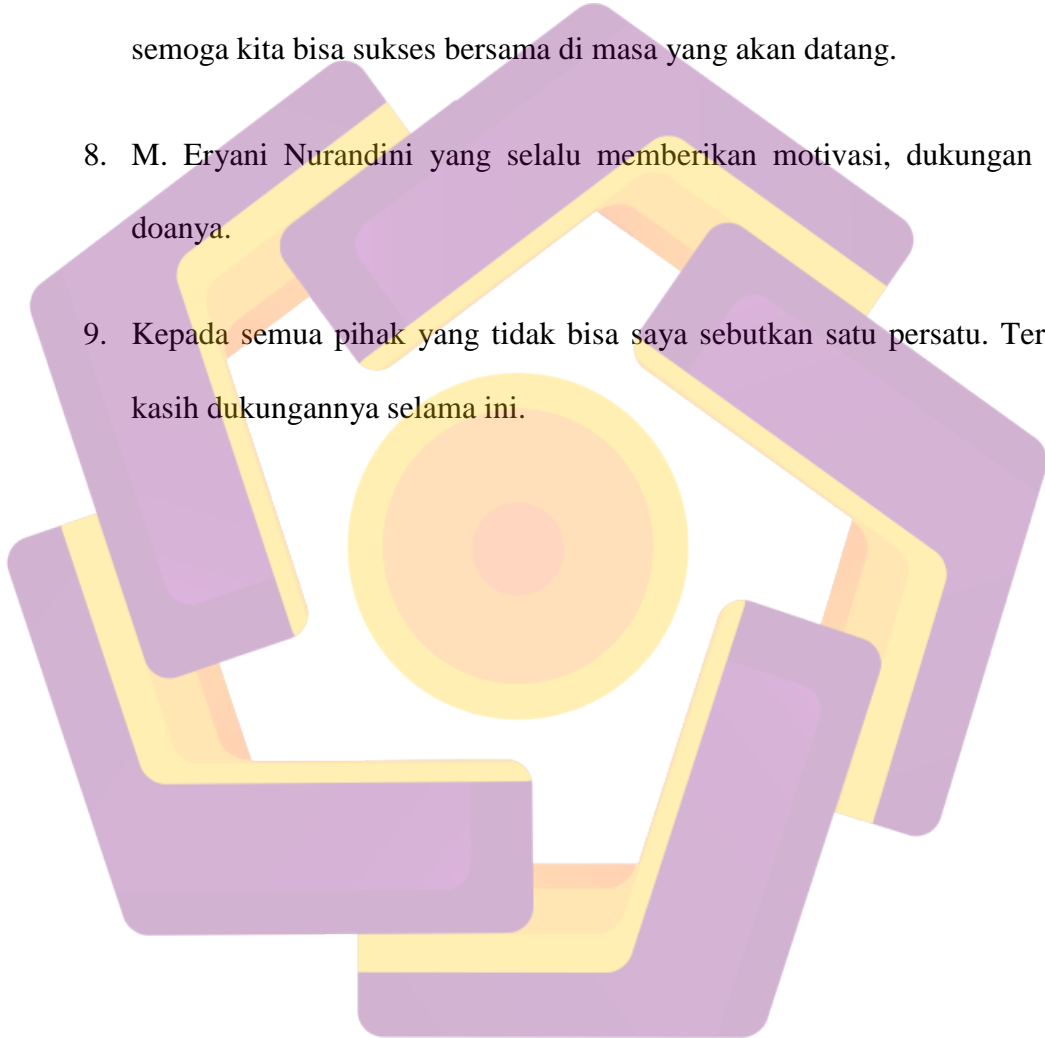 semoga kita bisa sukses bersama di masa yang akan datang.
8. M. Eryani Nurandini yang selalu memberikan motivasi, dukungan
doanya.
9. Kepada semua pihak yang tidak bisa saya sebutkan satu persatu. Ter
kasih dukungannya selama ini.